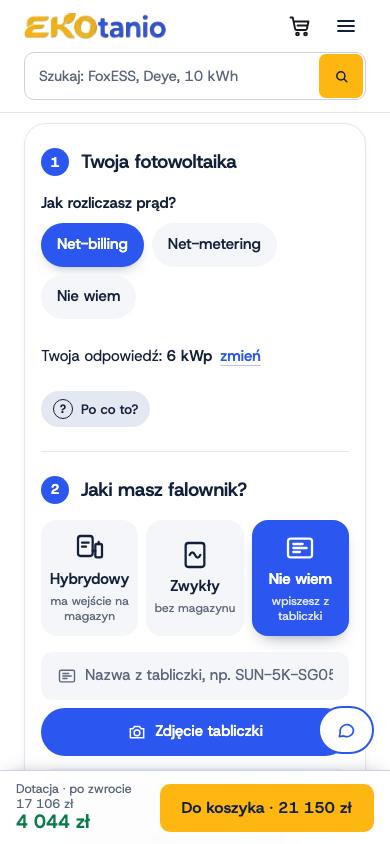 EKOtanio
Szukaj: FoxESS, Deye, 10 kWh
1 Twoja fotowoltaika
Jak rozliczasz prąd?
Net-billing
Net-metering
Nie wiem
Twoja odpowiedź: 6 kWp zmień
? Po co to?
2 Jaki masz falownik?
Hybrydowy
ma wejście na
magazyn
Zwykły
bez magazynu
Nie wiem
wpiszesz z
tabliczki
Nazwa z tabliczki, np. SUN-5K-SG05
Zdjęcie tabliczki
Dotacja · po zwrocie
17 106 zł
4 044 zł
Do koszyka · 21 150 zł